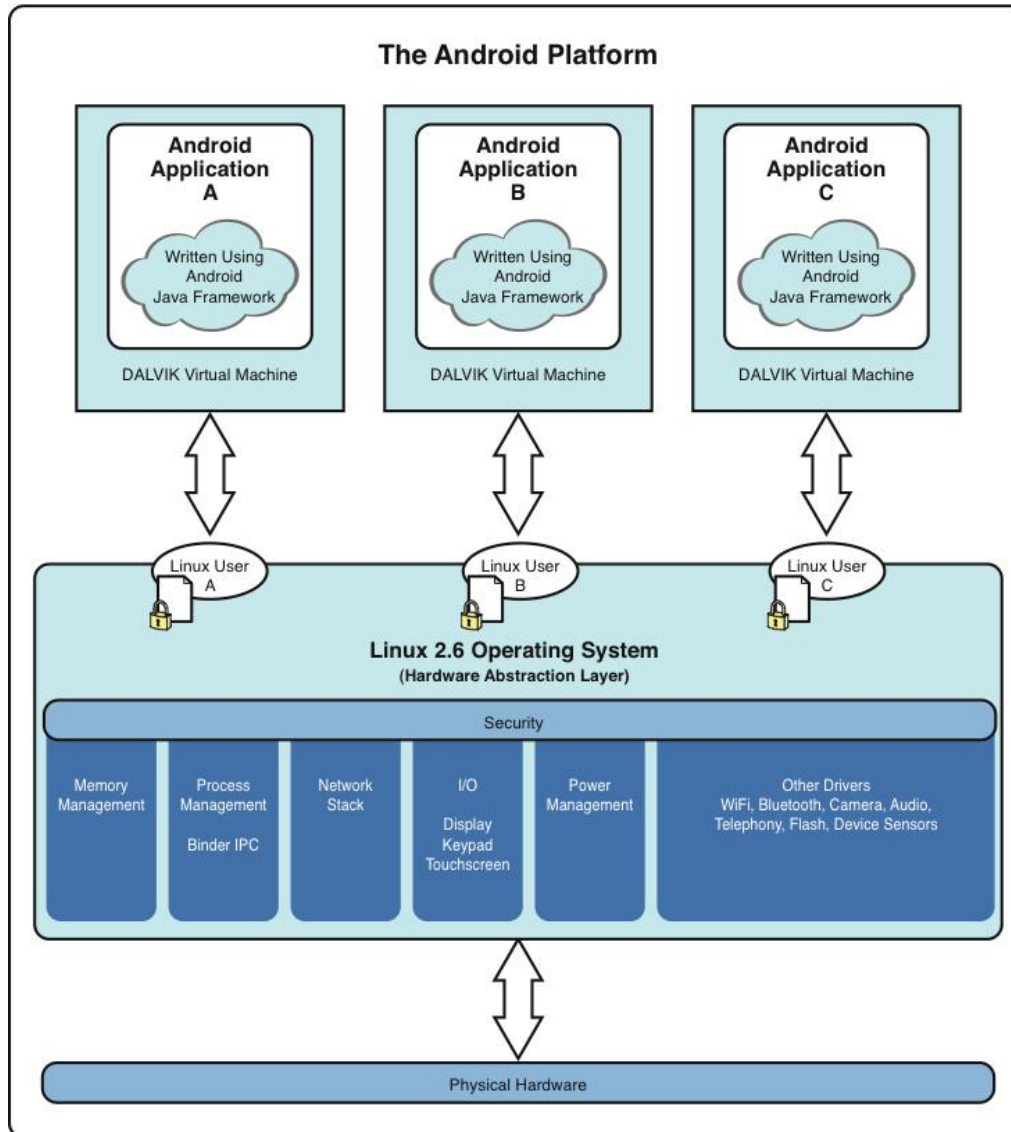 The Android Platform
Android
Application
A
Written Using
Android
Java Framework
DALVIK Virtual Machine
Android
Application
B
Written Using
Android
Java Framework
DALVIK Virtual Machine
Android
Application
C
Written Using
Android
Java Framework
DALVIK Virtual Machine
Linux User
A
Linux User
B
Linux User
C
Linux 2.6 Operating System
(Hardware Abstraction Layer)
Security
Memory
Management
Process
Management
Binder IPC
Network
Stack
I/O
Display
Keypad
Touchscreen
Power
Management
Other Drivers
WiFi, Bluetooth, Camera, Audio,
Telephony, Flash, Device Sensors
Physical Hardware